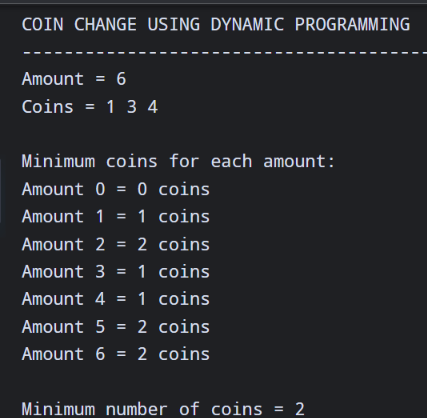 COIN CHANGE USING DYNAMIC PROGRAMMING
----------------------------------------
Amount = 6
Coins = 1 3 4
Minimum coins for each amount:
Amount 0 = 0 coins
Amount 1 = 1 coins
Amount 2 = 2 coins
Amount 3 = 1 coins
Amount 4 = 1 coins
Amount 5 = 2 coins
Amount 6 = 2 coins
Minimum number of coins = 2